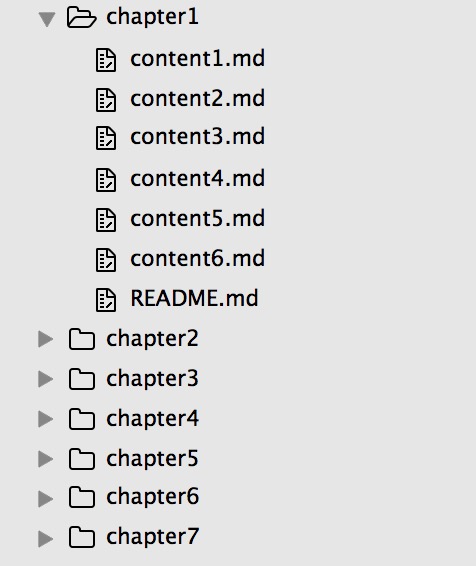 chapter1
content1.md
content2.md
content3.md
content4.md
content5.md
content6.md
README.md
chapter2
chapter3
chapter4
chapter5
chapter6
chapter7